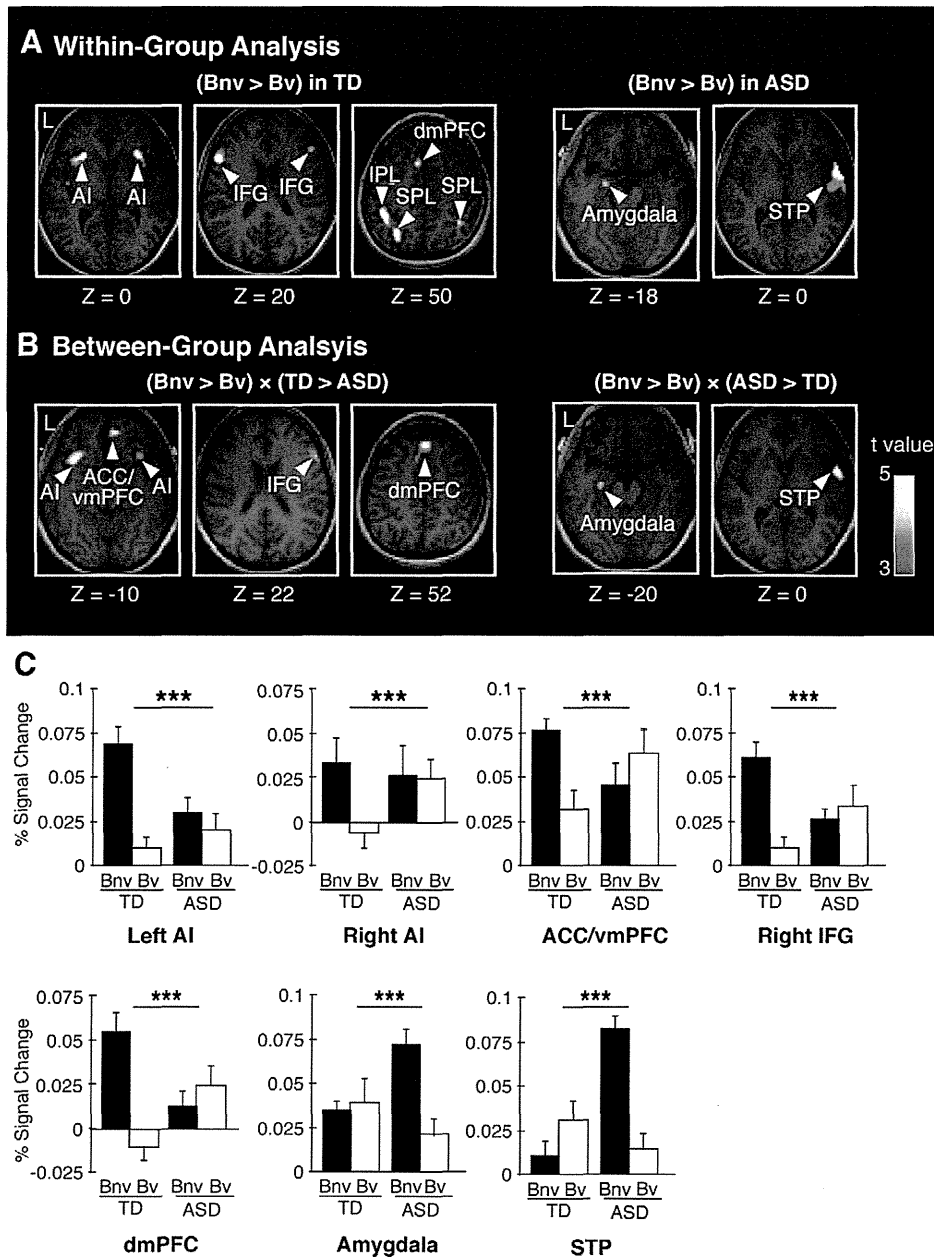 A Within-Group Analysis
(Bnv > Bv) in TD
(Bnv > Bv) in ASD
L
AI
AI
IFG
IFG
dmPFC
IPL
SPL
SPL
L
Amygdala
STP
Z = 0
Z = 20
Z = 50
Z = -18
Z = 0
B Between-Group Analsyis
(Bnv > Bv) × (TD > ASD)
(Bnv > Bv) × (ASD > TD)
L
AI
ACC/
vmPFC
AI
IFG
dmPFC
L
Amygdala
STP
t value
5
3
Z = -10
Z = 22
Z = 52
Z = -20
Z = 0
C
% Signal Change
0.1
0.075
0.05
0.025
0
***
Bnv Bv Bnv Bv
TD ASD
Left AI
0.075
0.05
0.025
0
-0.025
***
Bnv Bv Bnv Bv
TD ASD
Right AI
0.1
0.075
0.05
0.025
0
***
Bnv Bv Bnv Bv
TD ASD
ACC/vmPFC
0.1
0.075
0.05
0.025
0
***
Bnv Bv Bnv Bv
TD ASD
Right IFG
% Signal Change
0.075
0.05
0.025
0
-0.025
***
Bnv Bv Bnv Bv
TD ASD
dmPFC
0.1
0.075
0.05
0.025
0
***
Bnv Bv Bnv Bv
TD ASD
Amygdala
0.1
0.075
0.05
0.025
0
***
Bnv Bv Bnv Bv
TD ASD
STP